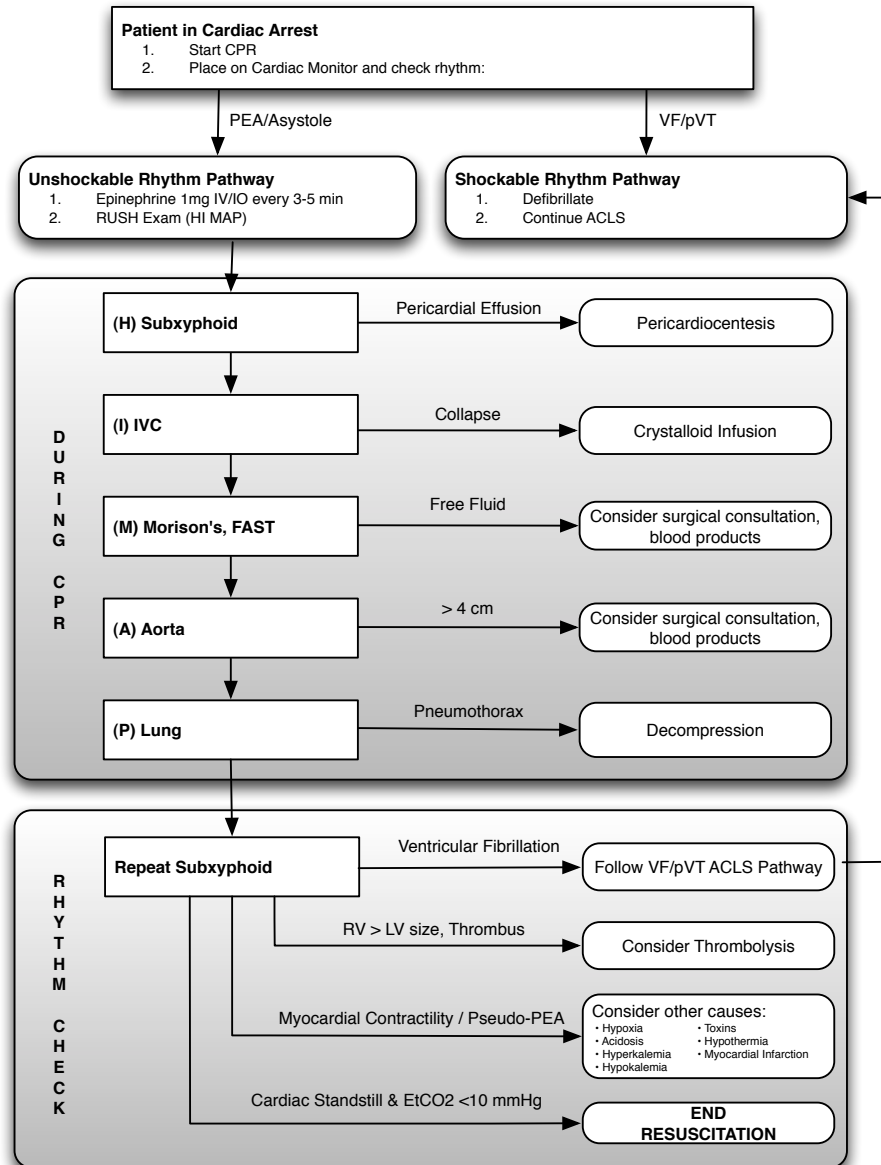 Patient in Cardiac Arrest
1. Start CPR
2. Place on Cardiac Monitor and check rhythm:
PEA/Asystole
VF/pVT
Unshockable Rhythm Pathway
1. Epinephrine 1mg IV/IO every 3-5 min
2. RUSH Exam (HI MAP)
Shockable Rhythm Pathway
1. Defibrillate
2. Continue ACLS
DURING CPR
(H) Subxyphoid
Pericardial Effusion
Pericardiocentesis
(I) IVC
Collapse
Crystalloid Infusion
(M) Morison's, FAST
Free Fluid
Consider surgical consultation,
blood products
(A) Aorta
> 4 cm
Consider surgical consultation,
blood products
(P) Lung
Pneumothorax
Decompression
RHYTHM CHECK
Repeat Subxyphoid
Ventricular Fibrillation
Follow VF/pVT ACLS Pathway
RV > LV size, Thrombus
Consider Thrombolysis
Myocardial Contractility / Pseudo-PEA
Consider other causes:
• Hypoxia
• Acidosis
• Hyperkalemia
• Hypokalemia
• Toxins
• Hypothermia
• Myocardial Infarction
Cardiac Standstill & EtCO2 <10 mmHg
END
RESUSCITATION